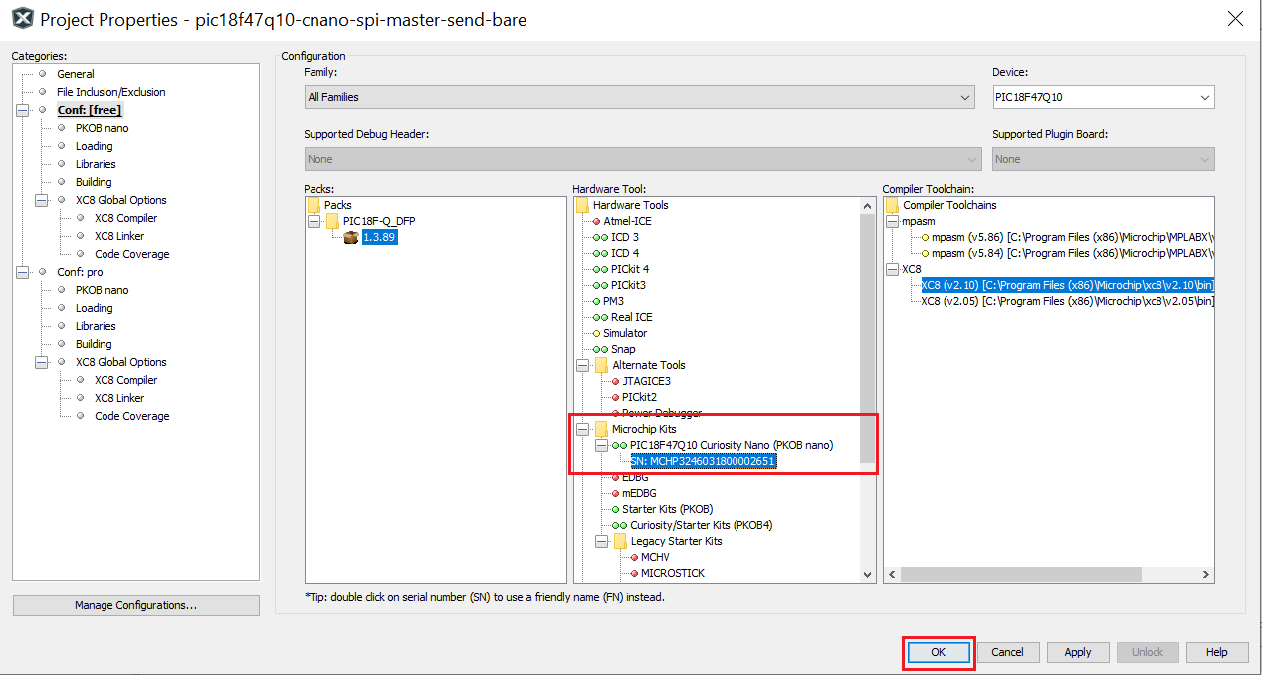 Project Properties - pic18f47q10-cnano-spi-master-send-bare
Categories:
General
File Inclusion/Exclusion
Conf: [free]
PKOB nano
Loading
Libraries
Building
XC8 Global Options
XC8 Compiler
XC8 Linker
Code Coverage
Conf: pro
PKOB nano
Loading
Libraries
Building
XC8 Global Options
XC8 Compiler
XC8 Linker
Code Coverage
Manage Configurations...
Configuration
Family:
All Families
Device:
PIC18F47Q10
Supported Debug Header:
None
Supported Plugin Board:
None
Packs:
Packs
PIC18F-Q_DFP
1.3.89
Hardware Tool:
Hardware Tools
Atmel-ICE
ICD 3
ICD 4
PICkit 4
PICkit3
PM3
Real ICE
Simulator
Snap
Alternate Tools
JTAGICE3
PICkit2
Power Debugger
Microchip Kits
PIC18F47Q10 Curiosity Nano (PKOB nano)
SN: MCHP3246031800002651
EDBG
mEDBG
Starter Kits (PKOB)
Curiosity/Starter Kits (PKOB4)
Legacy Starter Kits
MCHV
MICROSTICK
Compiler Toolchain:
Compiler Toolchains
mpasm
mpasm (v5.86) [C:\Program Files (x86)\Microchip\MPLABX\
mpasm (v5.84) [C:\Program Files (x86)\Microchip\MPLABX\
XC8
XC8 (v2.10) [C:\Program Files (x86)\Microchip\xc8\v2.10\bin]
XC8 (v2.05) [C:\Program Files (x86)\Microchip\xc8\v2.05\bin]
*Tip: double click on serial number (SN) to use a friendly name (FN) instead.
OK
Cancel
Apply
Unlock
Help